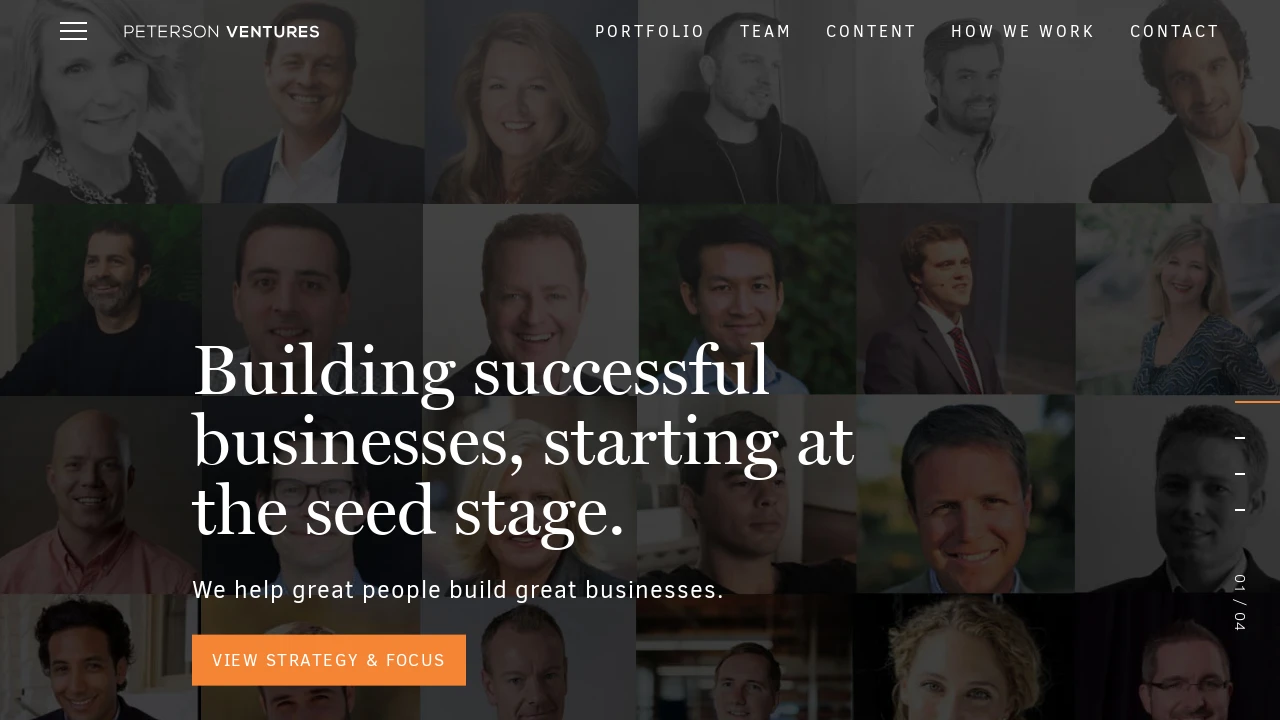 PETERSON VENTURES
PORTFOLIO
TEAM
CONTENT
HOW WE WORK
CONTACT
Building successful
businesses, starting at
the seed stage.
We help great people build great businesses.
VIEW STRATEGY & FOCUS
01 / 04